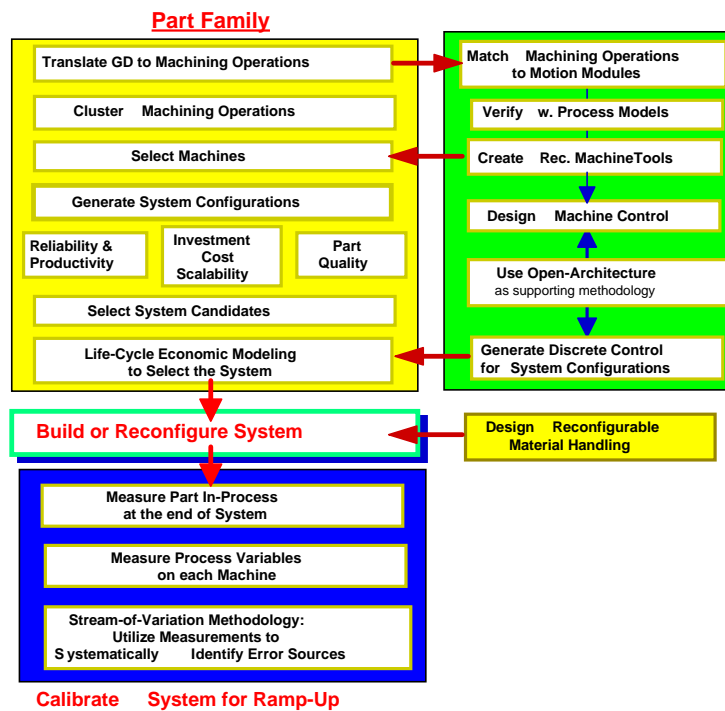 Part Family
Translate GD to Machining Operations
Cluster Machining Operations
Select Machines
Generate System Configurations
Reliability &
Productivity
Investment
Cost
Scalability
Part
Quality
Select System Candidates
Life-Cycle Economic Modeling
to Select the System
Match Machining Operations
to Motion Modules
Verify w. Process Models
Create Rec. MachineTools
Design Machine Control
Use Open-Architecture
as supporting methodology
Generate Discrete Control
for System Configurations
Build or Reconfigure System
Design Reconfigurable
Material Handling
Measure Part In-Process
at the end of System
Measure Process Variables
on each Machine
Stream-of-Variation Methodology:
Utilize Measurements to
Systematically Identify Error Sources
Calibrate System for Ramp-Up